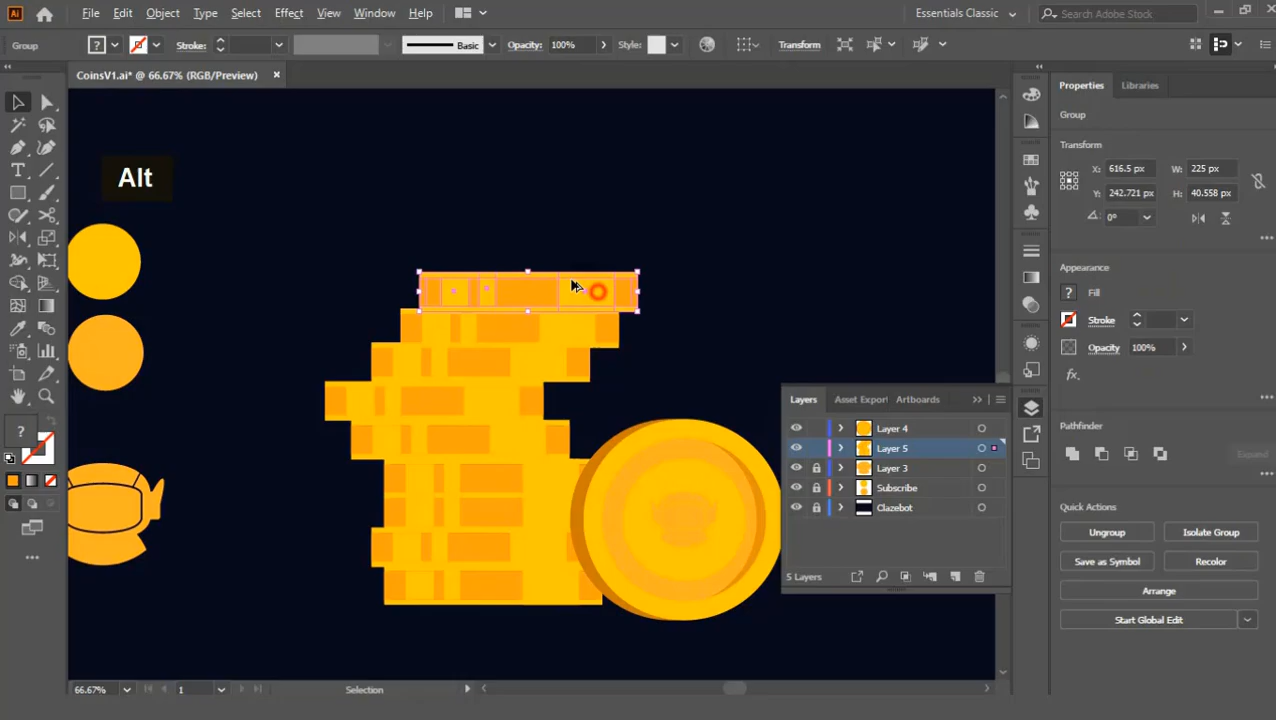 Ai File Edit Object Type Select Effect View Window Help Essentials Classic Search Adobe Stock
Group ? Stroke: Basic Opacity: 100% Style: Transform
CoinsV1.ai* @ 66.67% (RGB/Preview) ×
Properties Libraries
Group
Transform
X: 616.5 px W: 225 px
Y: 242.721 px H: 40.558 px
0°
Appearance
? Fill
Stroke
Opacity 100%
fx
Pathfinder
Expand
Quick Actions
Ungroup Isolate Group
Save as Symbol Recolor
Arrange
Start Global Edit
Alt
Layers Asset Export Artboards
Layer 4
Layer 5
Layer 3
Subscribe
Clazebot
5 Layers
66.67% 1 Selection